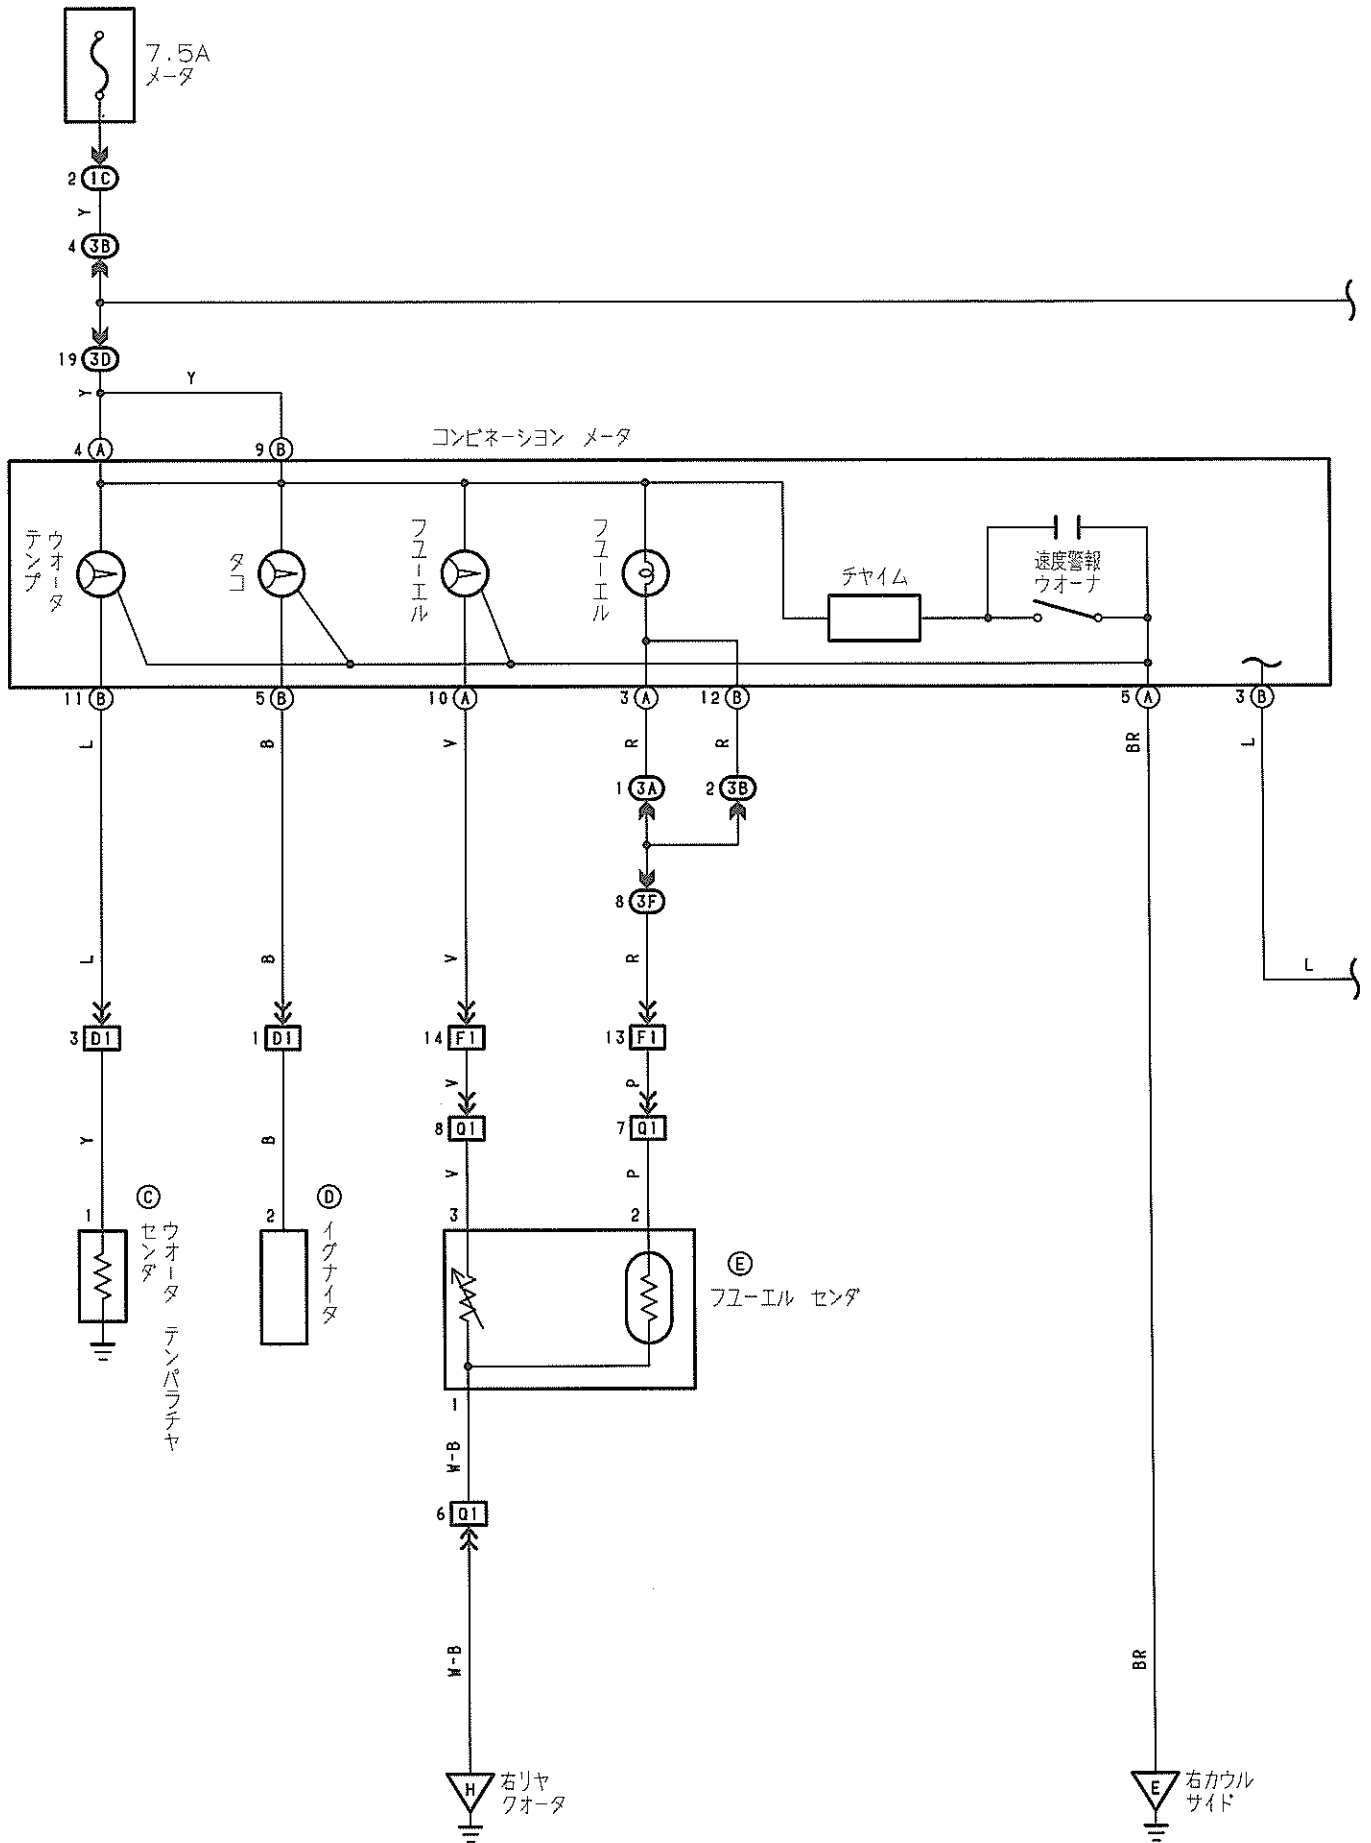 7.5A
メータ
2 1C
Y
4 3B
19 3D
Y
Y
コンビネーション メータ
4 A
9 B
ウオータ
テンプ
タコ
フユーエル
フユーエル
チヤイム
速度警報
ウオーナ
11 B
5 B
10 A
3 A
12 B
5 A
3 B
L
B
V
R
R
BR
L
1 3A
2 3B
8 3F
L
B
V
R
L
3 D1
1 D1
14 F1
13 F1
V
P
8 Q1
7 Q1
Y
B
V
P
C
D
1
2
3
2
ウオータ テンパラチヤ
センダ
イグナイタ
E
フユーエル センダ
1
W-B
6 Q1
W-B
BR
H
右リヤ
クオータ
E
右カウル
サイド